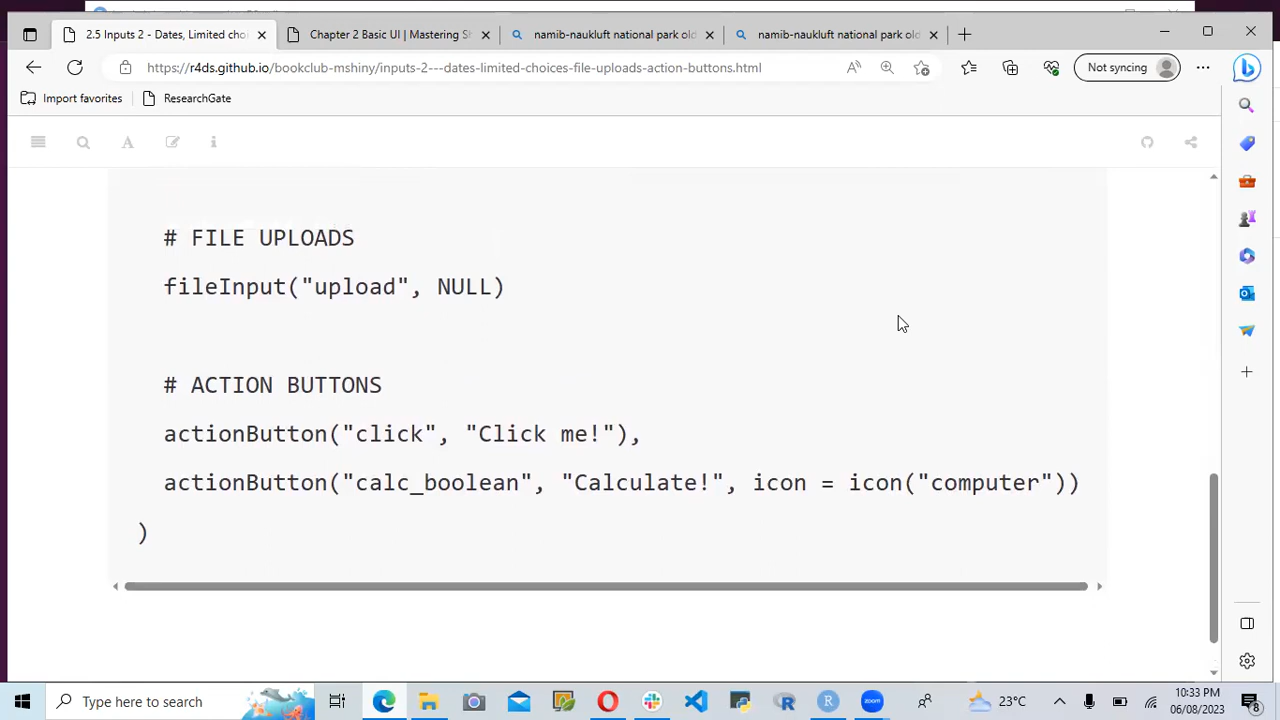 2.5 Inputs 2 - Dates, Limited cho
Chapter 2 Basic UI | Mastering S
namib-naukluft national park old
namib-naukluft national park old
https://r4ds.github.io/bookclub-mshiny/inputs-2---dates-limited-choices-file-uploads-action-buttons.html
Not syncing
Import favorites
ResearchGate
# FILE UPLOADS
fileInput("upload", NULL)
# ACTION BUTTONS
actionButton("click", "Click me!"),
actionButton("calc_boolean", "Calculate!", icon = icon("computer"))
)
Type here to search
zoom
23°C
10:33 PM
06/08/2023
8